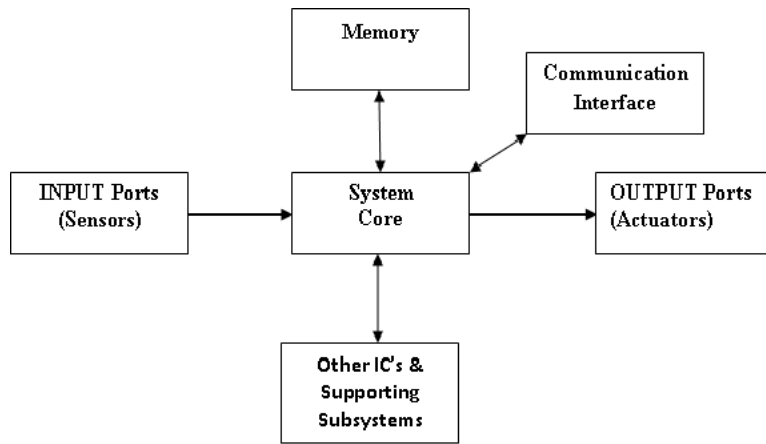 Memory
Communication
Interface
INPUT Ports
(Sensors)
System
Core
OUTPUT Ports
(Actuators)
Other IC's &
Supporting
Subsystems